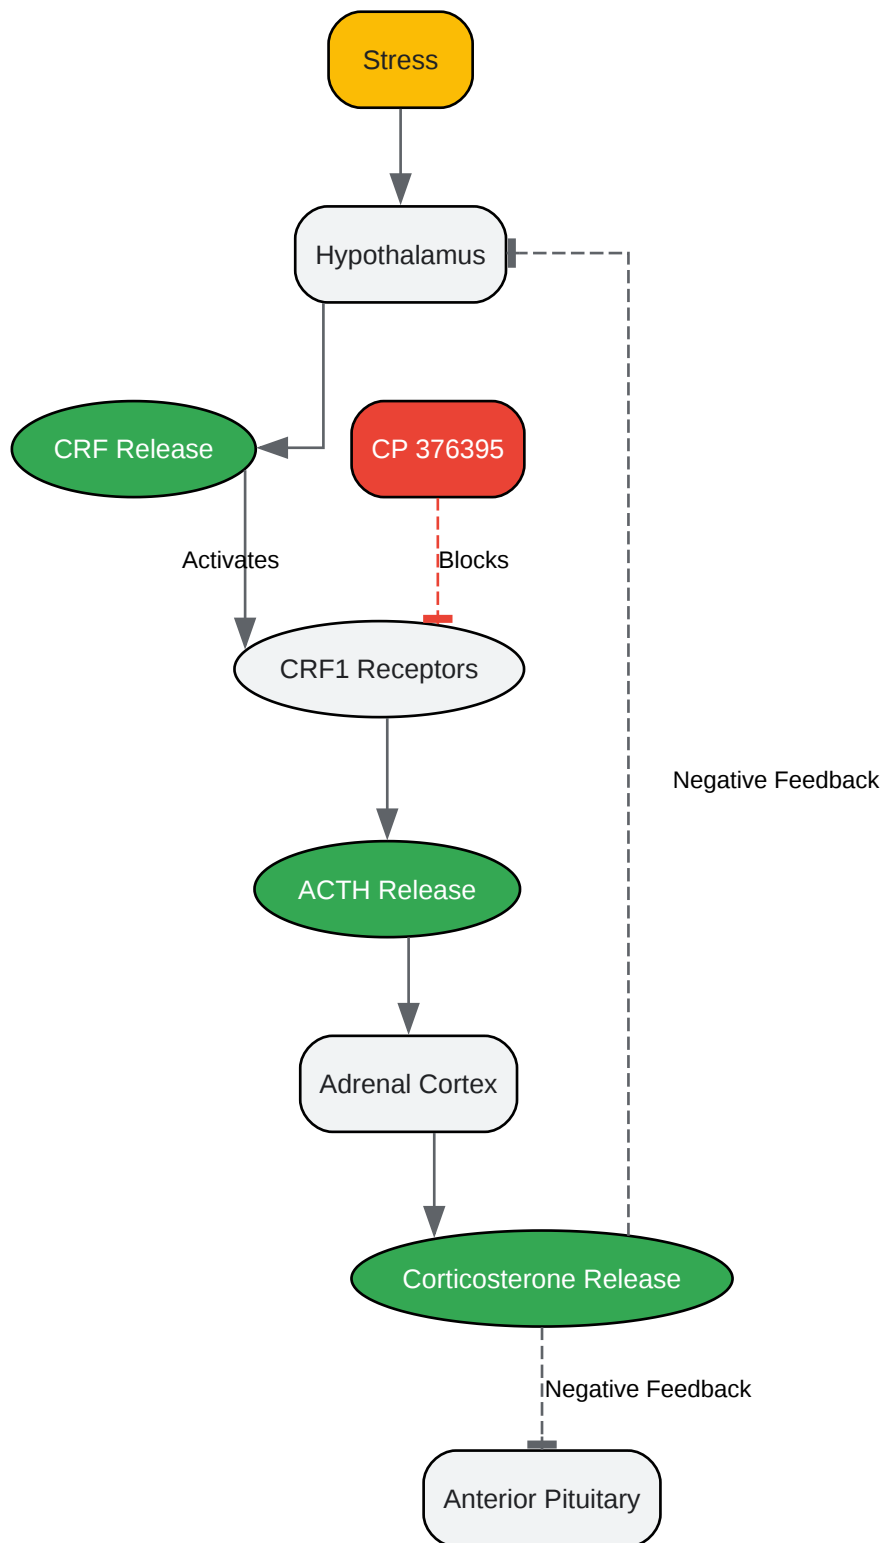 Stress
Hypothalamus
CRF Release
CP 376395
Activates
Blocks
CRF1 Receptors
Negative Feedback
ACTH Release
Adrenal Cortex
Corticosterone Release
Negative Feedback
Anterior Pituitary